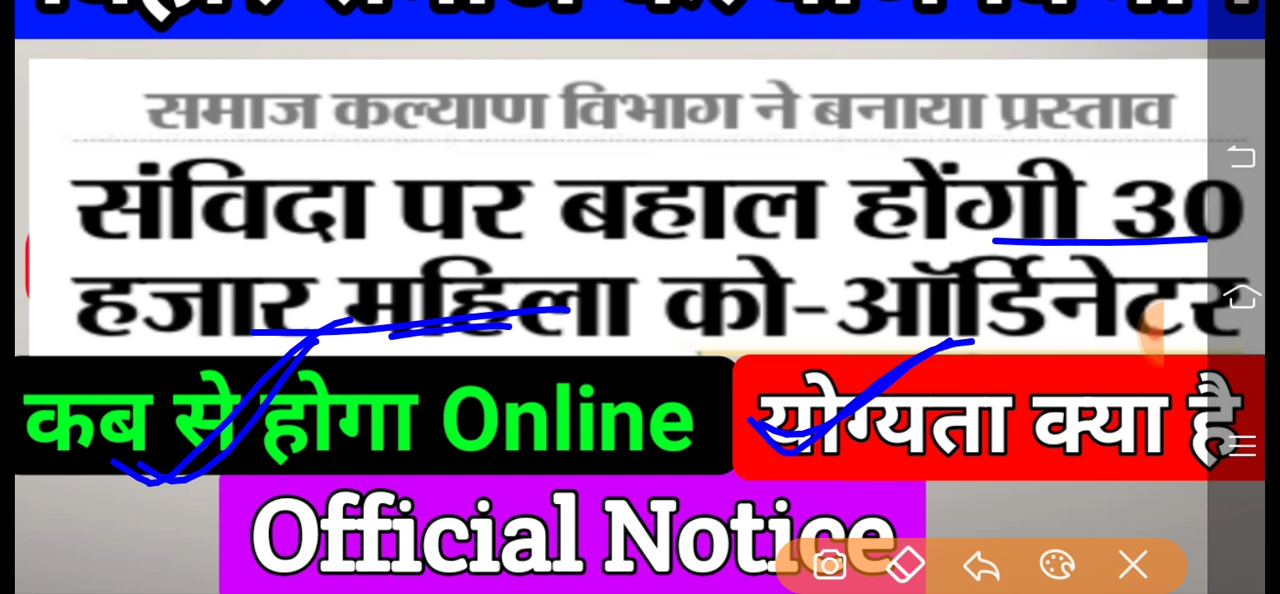 समाज कल्याण विभाग ने बनाया प्रस्ताव
संविदा पर बहाल होंगी 30
हजार महिला को-ऑर्डिनेटर
कब से होगा Online
योग्यता क्या है
Official Notice